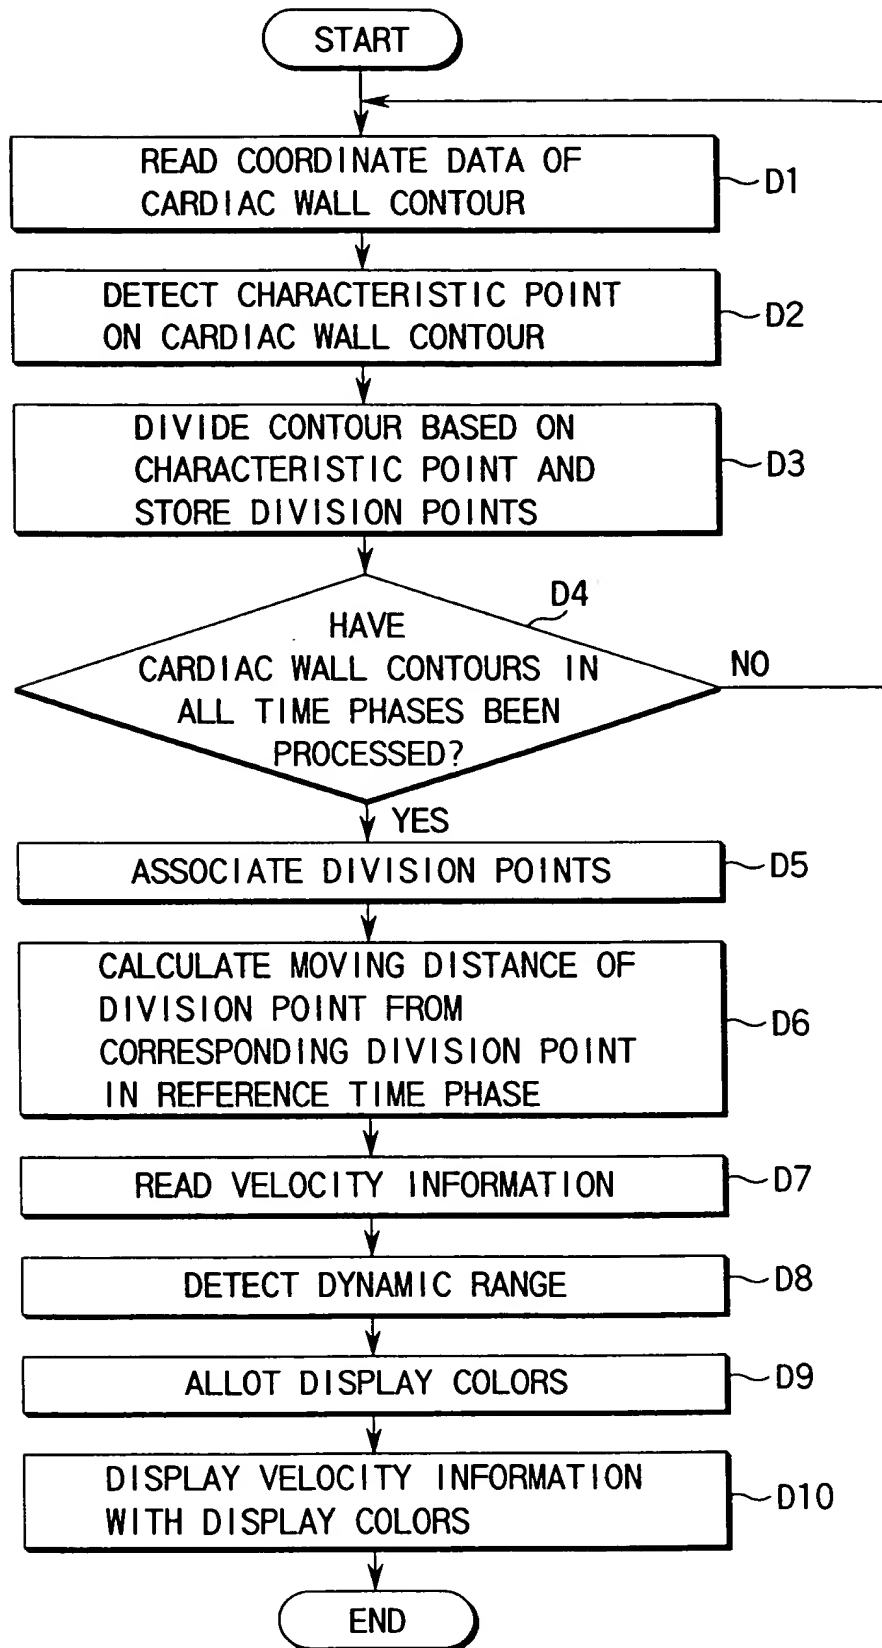 START
READ COORDINATE DATA OF
CARDIAC WALL CONTOUR
D1
DETECT CHARACTERISTIC POINT
ON CARDIAC WALL CONTOUR
D2
DIVIDE CONTOUR BASED ON
CHARACTERISTIC POINT AND
STORE DIVISION POINTS
D3
D4
HAVE
CARDIAC WALL CONTOURS IN
ALL TIME PHASES BEEN
PROCESSED?
NO
YES
ASSOCIATE DIVISION POINTS
D5
CALCULATE MOVING DISTANCE OF
DIVISION POINT FROM
CORRESPONDING DIVISION POINT
IN REFERENCE TIME PHASE
D6
READ VELOCITY INFORMATION
D7
DETECT DYNAMIC RANGE
D8
ALLOT DISPLAY COLORS
D9
DISPLAY VELOCITY INFORMATION
WITH DISPLAY COLORS
D10
END